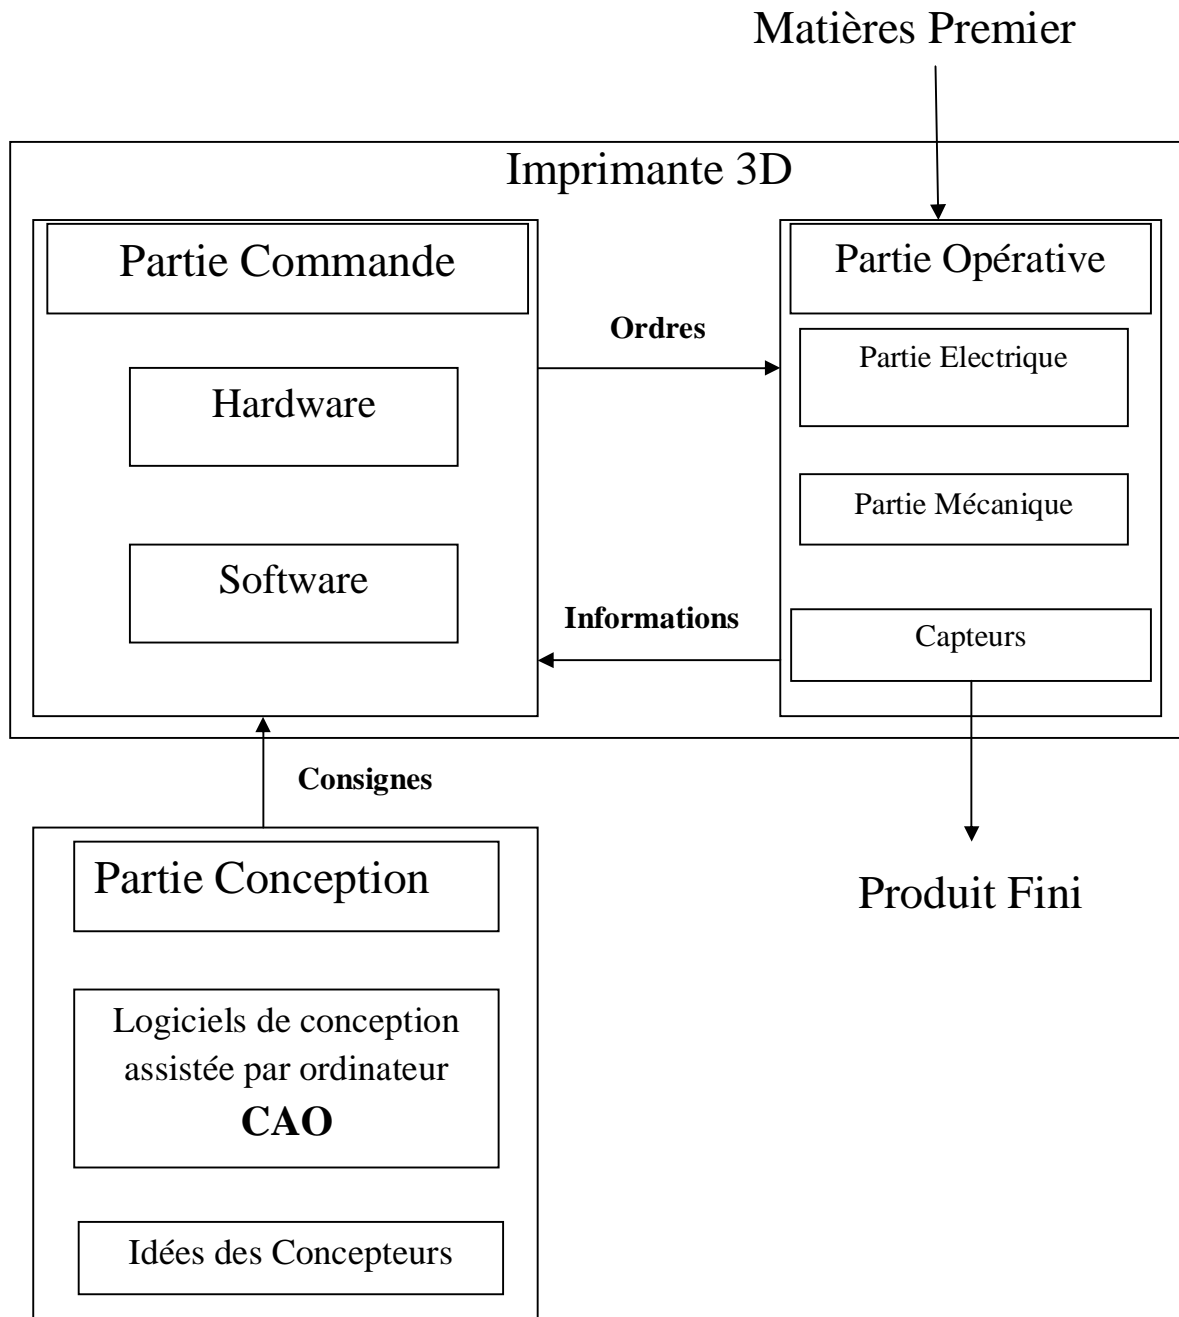 Matières Premier
Imprimante 3D
Partie Commande
Hardware
Software
Ordres
Informations
Partie Opérative
Partie Electrique
Partie Mécanique
Capteurs
Consignes
Partie Conception
Logiciels de conception
assistée par ordinateur
CAO
Idées des Concepteurs
Produit Fini